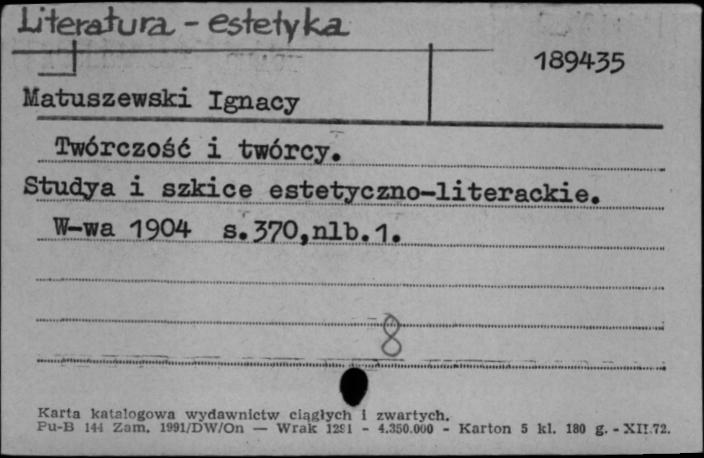 Literatura - estetyka
189435
Matuszewski Ignacy
Twórczość i twórcy.
Studya i szkice estetyczno-literackie.
W-wa 1904 s.370,nlb.1.
8
Karta katalogowa wydawnictw ciągłych i zwartych.
Pu-B 144 Zam. 1991/DW/On — Wrak 1291 - 4.350.000 - Karton 5 kl. 180 g. - XII.72.